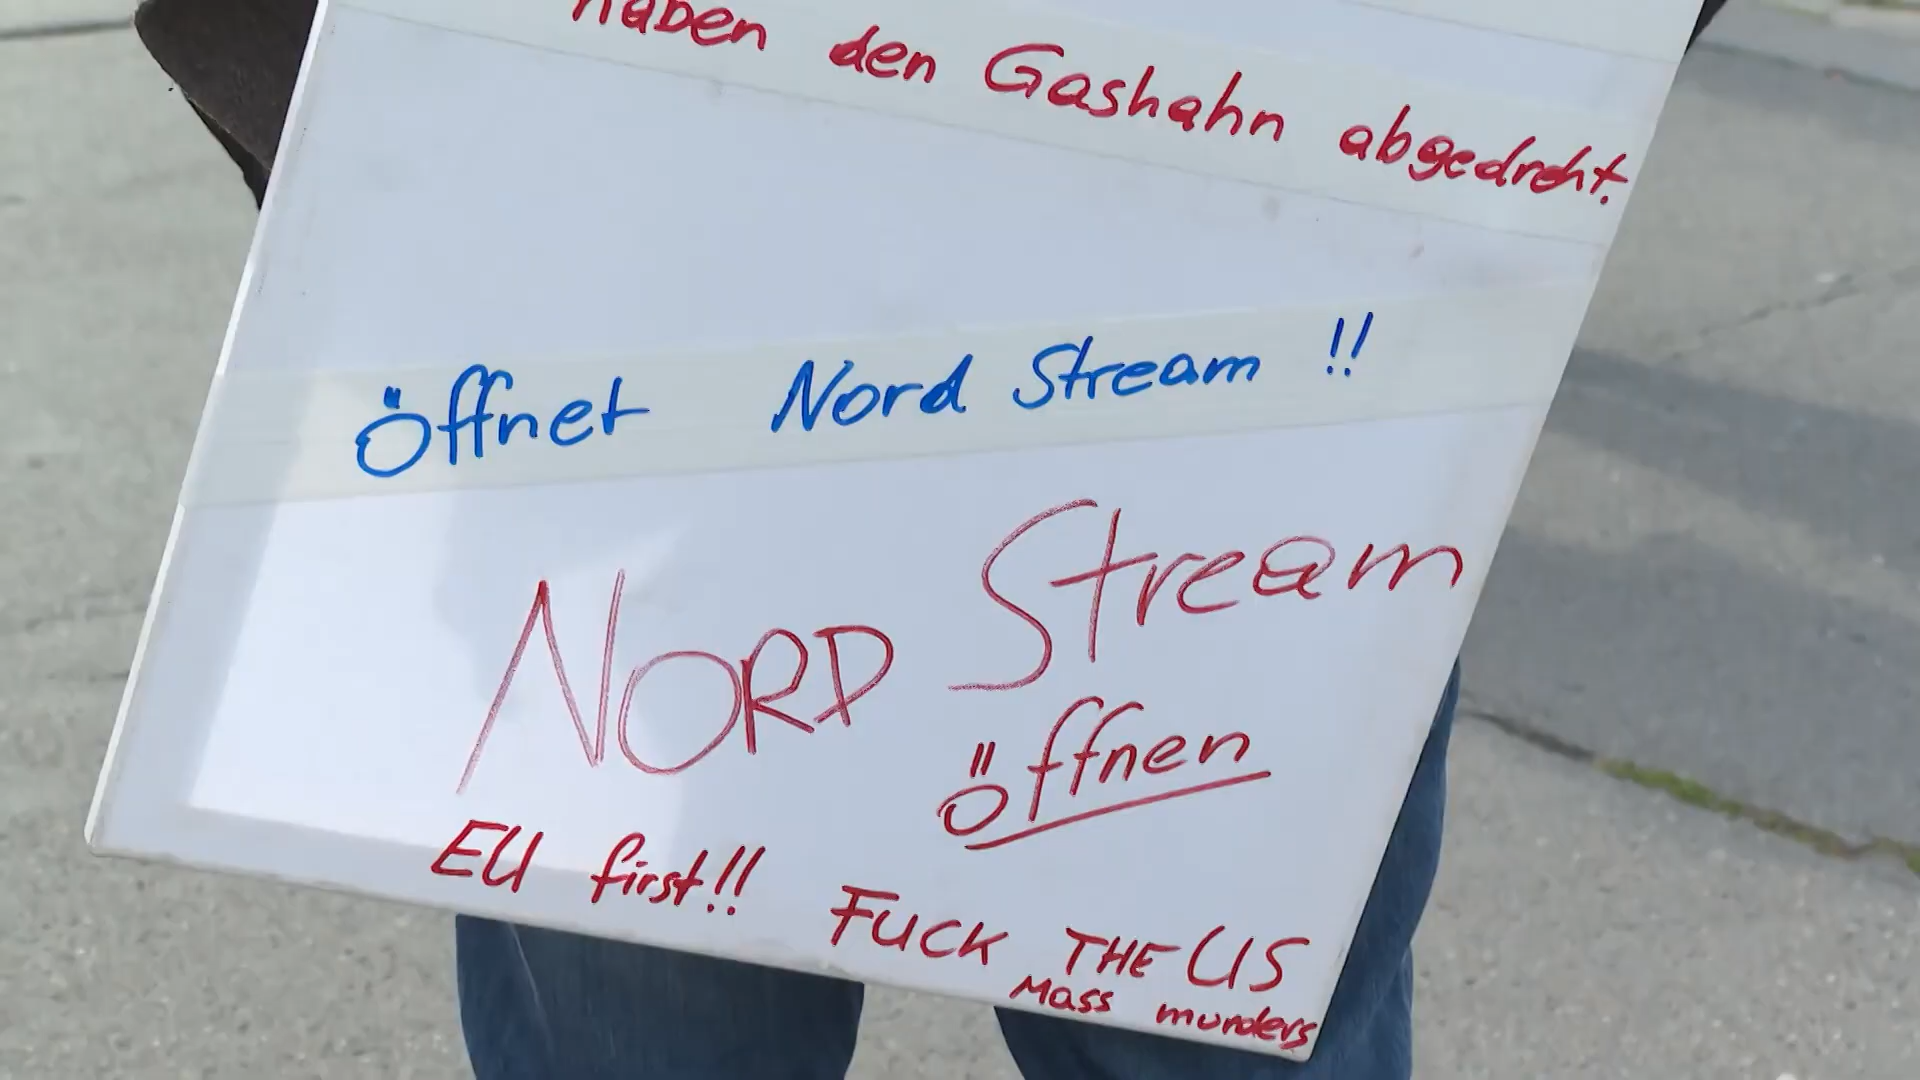 haben den Gashahn abgedreht.
Öffnet Nord Stream !!
NORD Stream
öffnen
EU first!! FUCK THE US
Mass murders